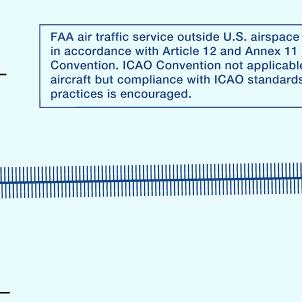 FAA air traffic service outside U.S. airspace
in accordance with Article 12 and Annex 11
Convention. ICAO Convention not applicable
aircraft but compliance with ICAO standards
practices is encouraged.